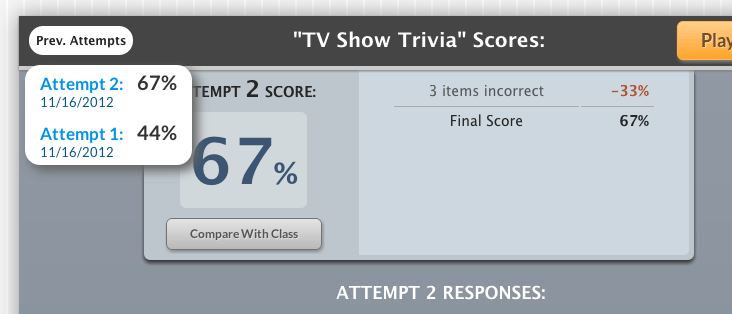 Prev. Attempts
"TV Show Trivia" Scores:
Play
Attempt 2: 67%
11/16/2012
Attempt 1: 44%
11/16/2012
TEMPT 2 SCORE:
67%
Compare With Class
3 items incorrect -33%
Final Score 67%
ATTEMPT 2 RESPONSES: